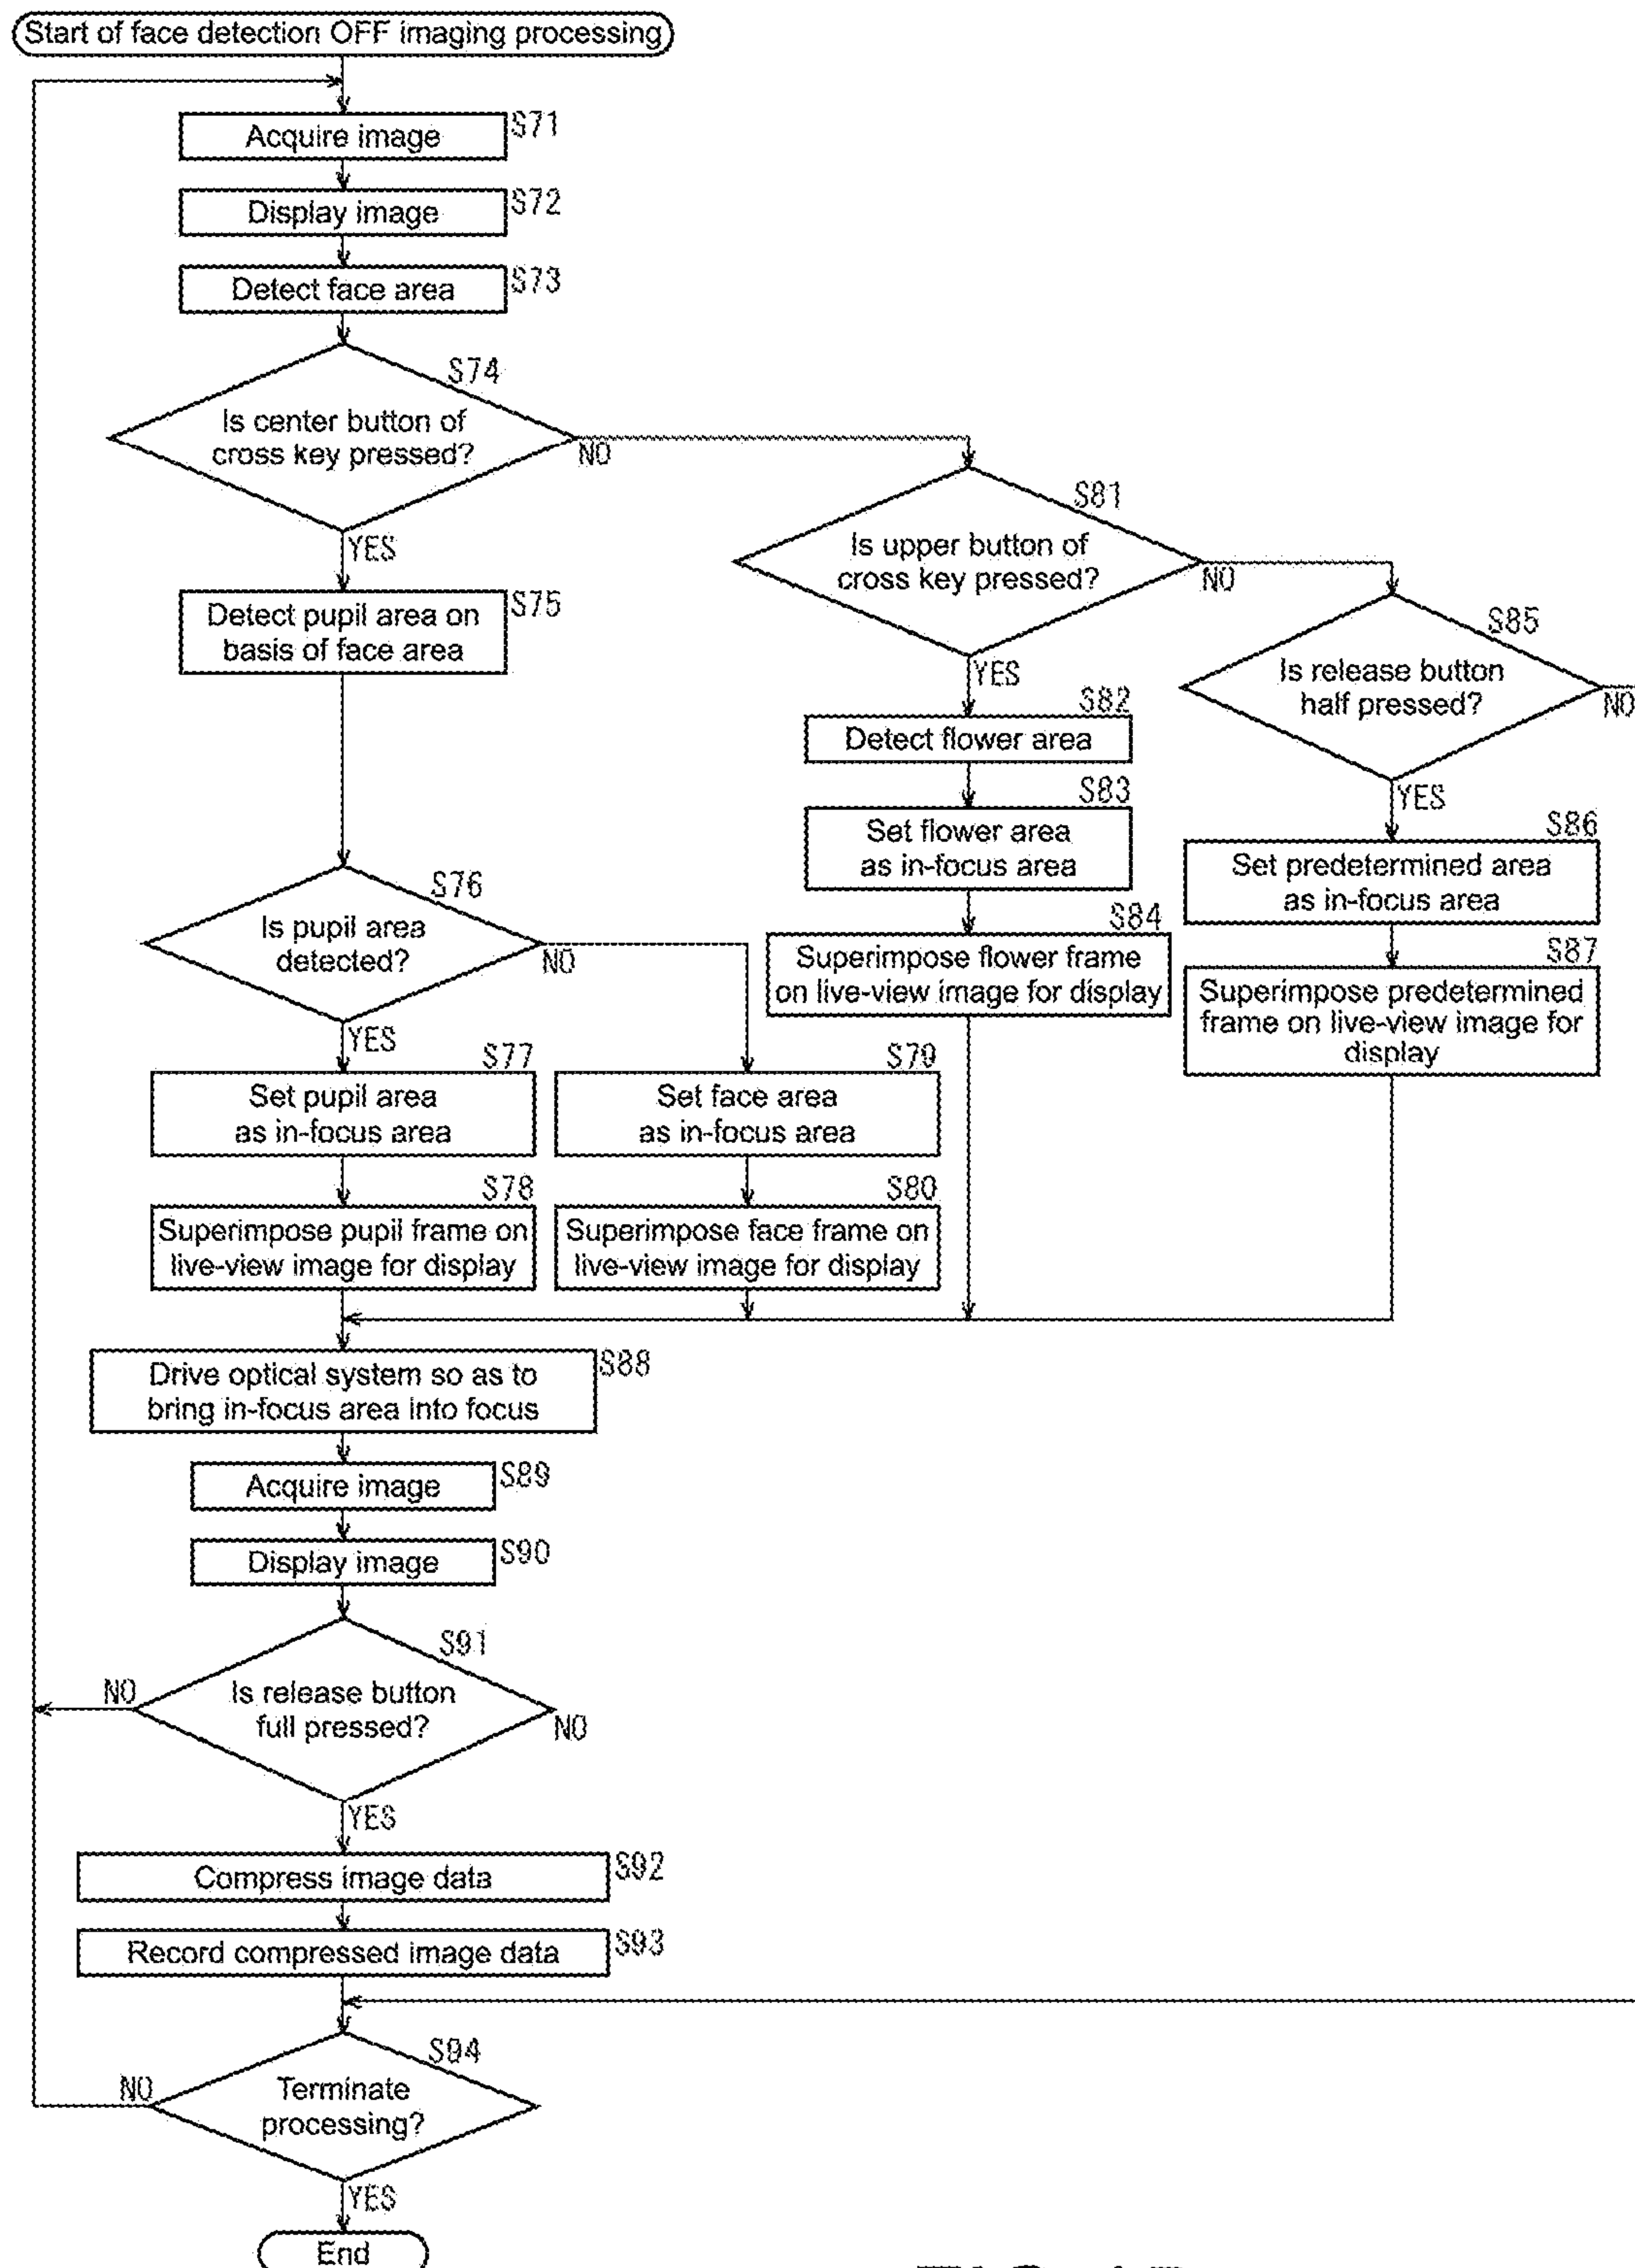 Start of face detection OFF imaging processing
S71
Acquire image
S72
Display image
S73
Detect face area
S74
Is center button of
cross key pressed?
NO
YES
S81
Is upper button of
cross key pressed?
NO
YES
S75
Detect pupil area on
basis of face area
S85
Is release button
half pressed?
NO
YES
S82
Detect flower area
S83
Set flower area
as in-focus area
S84
Superimpose flower frame
on live-view image for display
S86
Set predetermined area
as in-focus area
S87
Superimpose predetermined
frame on live-view image for
display
S76
Is pupil area
detected?
NO
YES
S77
Set pupil area
as in-focus area
S79
Set face area
as in-focus area
S78
Superimpose pupil frame on
live-view image for display
S80
Superimpose face frame on
live-view image for display
S88
Drive optical system so as to
bring in-focus area into focus
S89
Acquire image
S90
Display image
S91
Is release button
full pressed?
NO
NO
YES
S92
Compress image data
S93
Record compressed image data
S94
Terminate
processing?
NO
YES
End